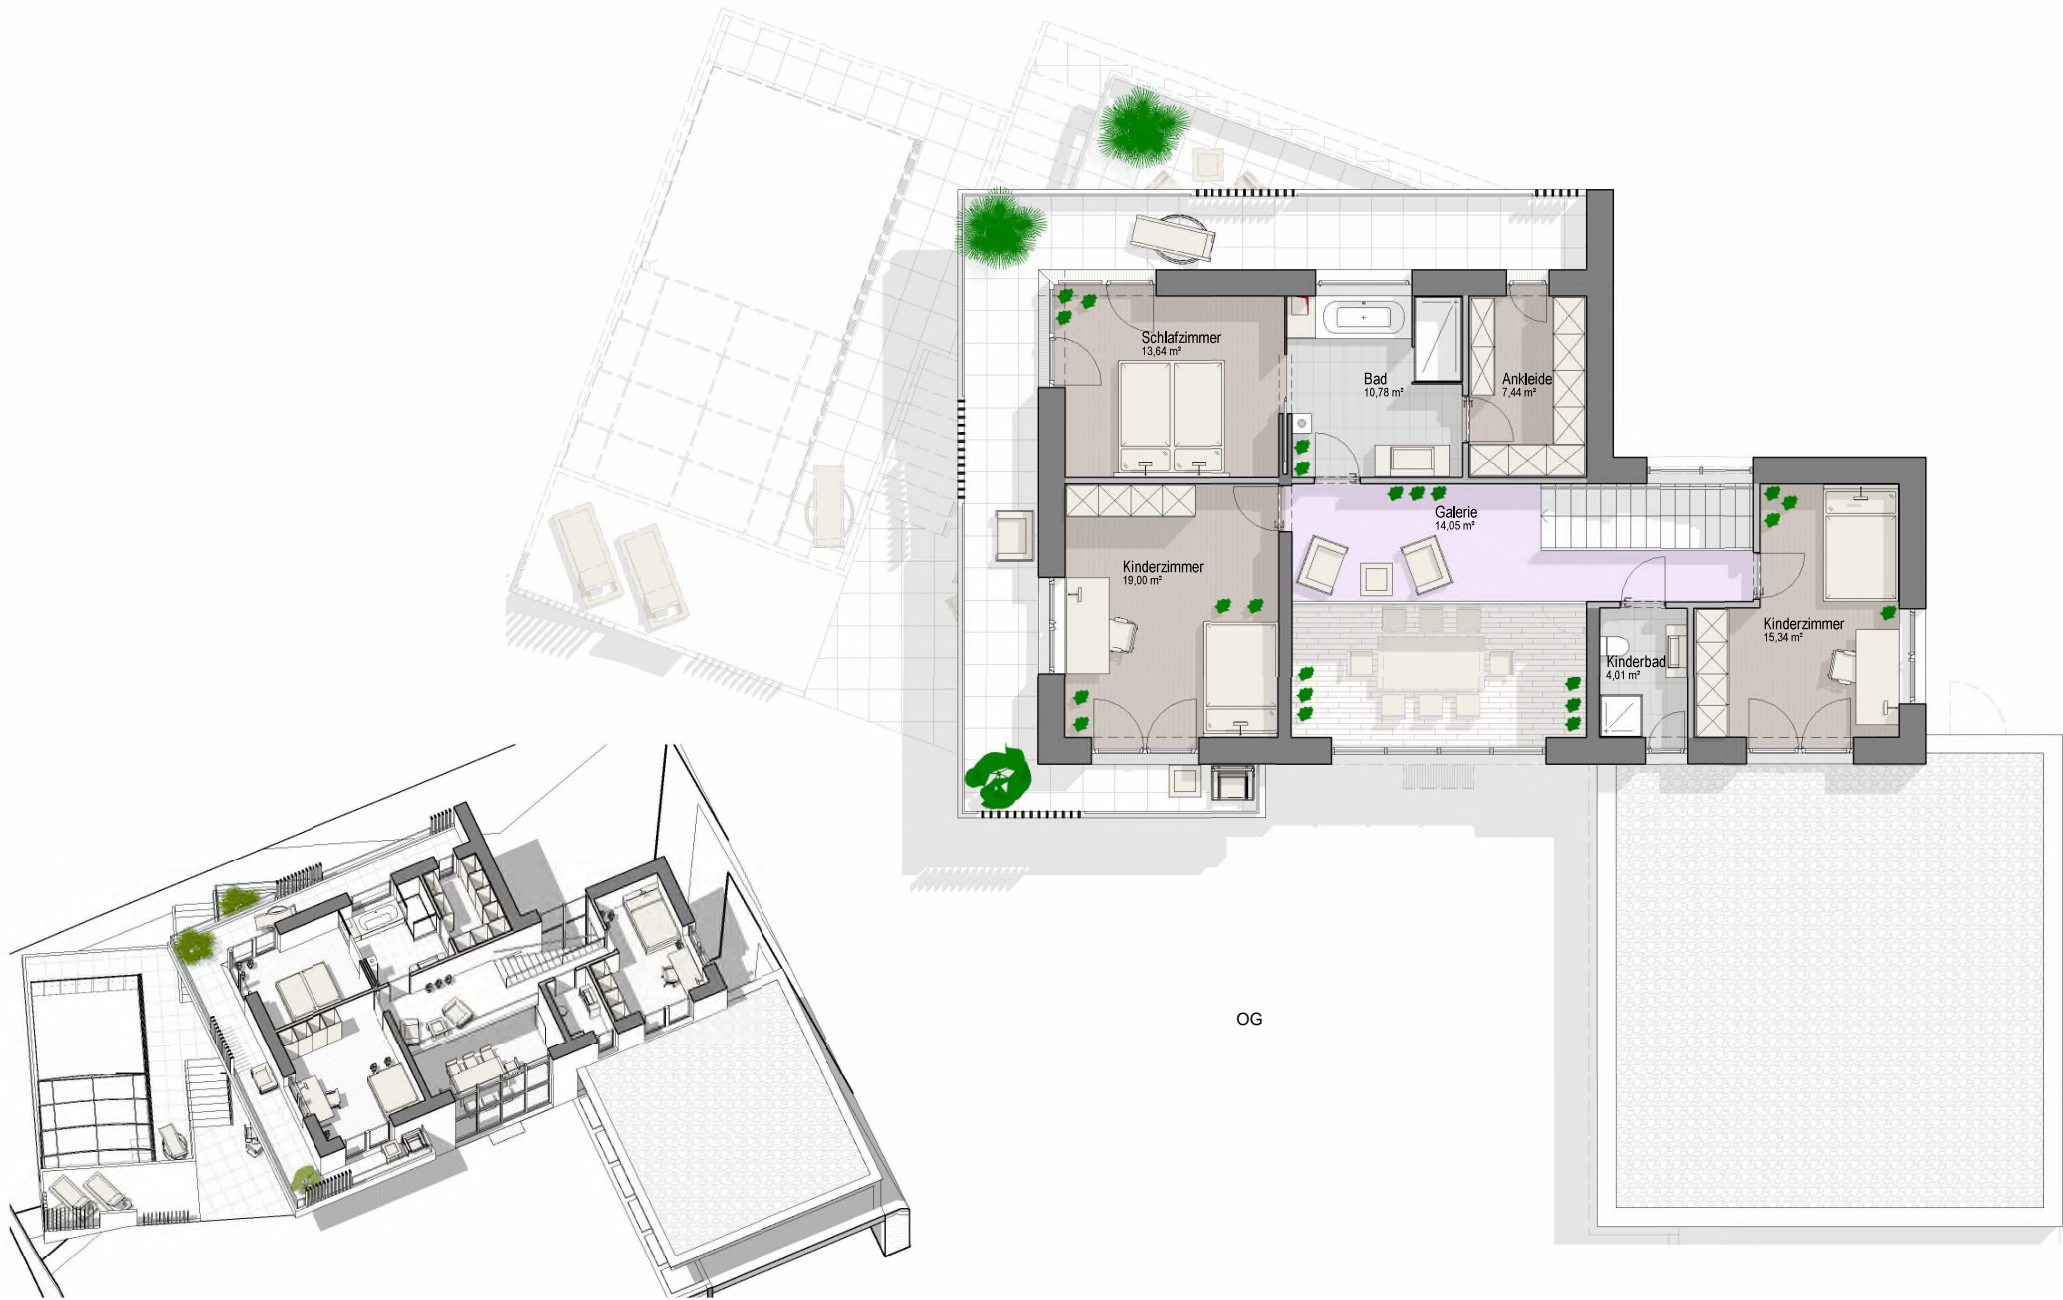 Schlafzimmer
13,64 m²
Bad
10,78 m²
Ankleide
7,44 m²
Galerie
14,05 m²
Kinderzimmer
19,00 m²
Kinderzimmer
15,34 m²
Kinderbad
4,01 m²
OG